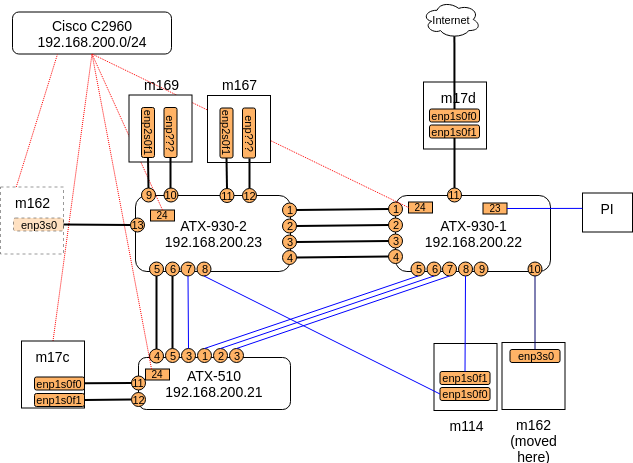 Cisco C2960
192.168.200.0/24
Internet
m169
m167
m17d
enp2s0f1
enp???
enp2s0f1
enp???
enp1s0f0
enp1s0f1
m162
enp3s0
9
10
11
12
11
13
24
ATX-930-2
192.168.200.23
1
2
3
4
1
2
3
4
24
23
ATX-930-1
192.168.200.22
PI
5
6
7
8
5
6
7
8
9
10
4
5
3
1
2
3
m17c
enp1s0f0
enp1s0f1
11
12
24
ATX-510
192.168.200.21
enp1s0f1
enp1s0f0
m114
enp3s0
m162
(moved
here)